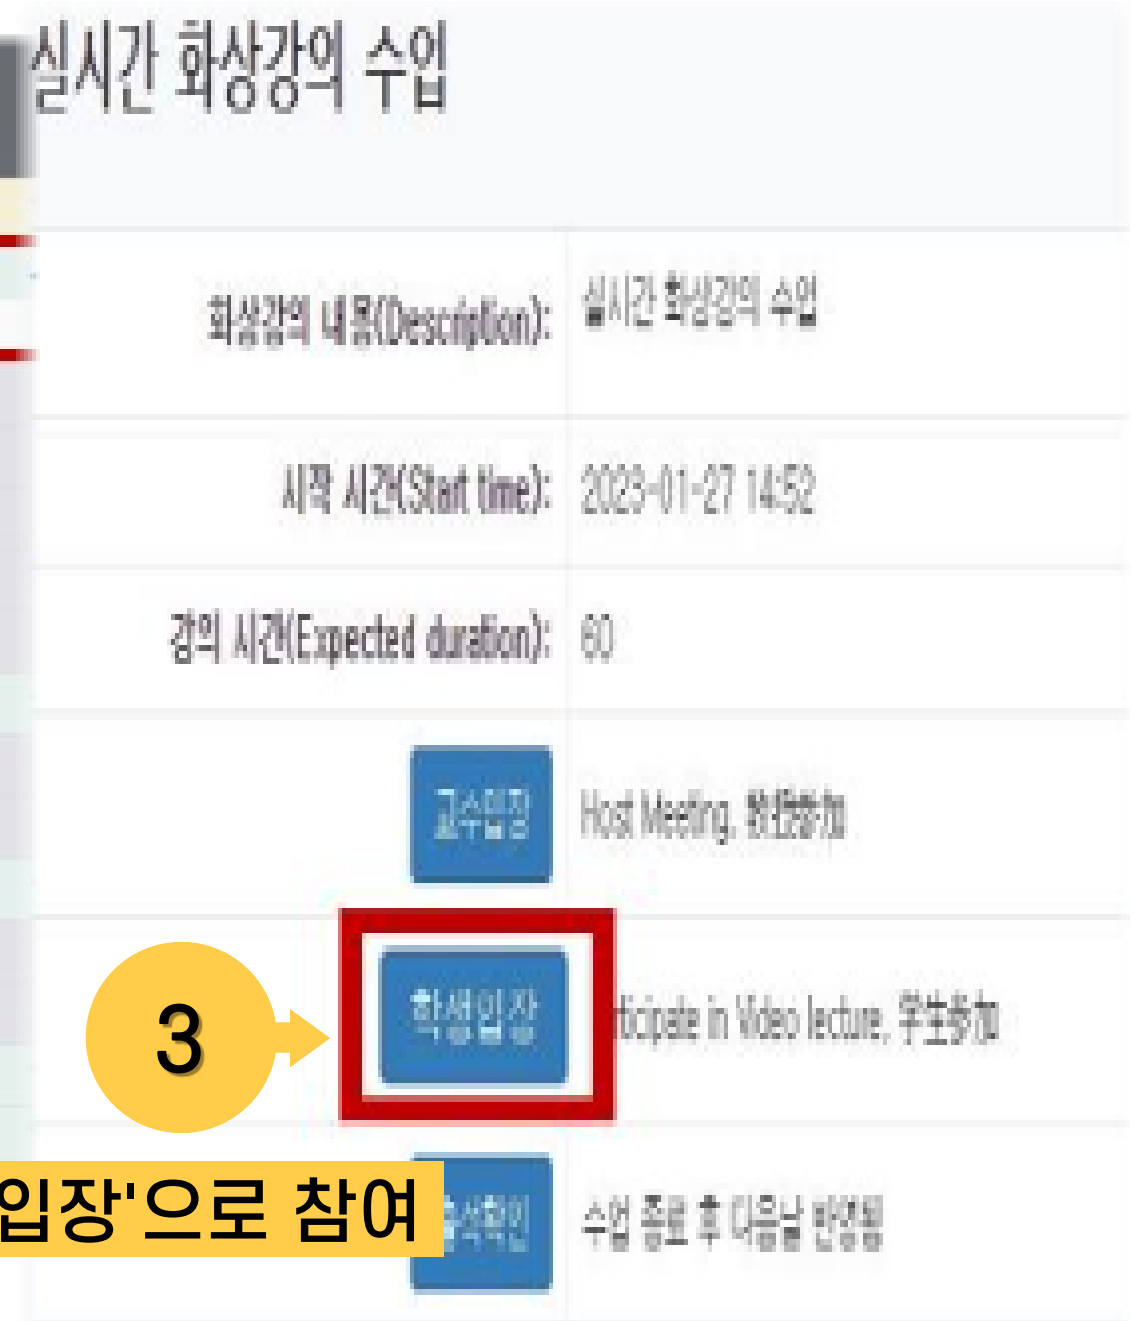 실시간 화상강의 수업
화상강의 내용(Description): 실시간 화상강의 수업
시작 시간(Start time): 2023-01-27 14:52
강의 시간(Expected duration): 60
교수입장 Host Meeting, 敎授参加
학생입장 ticipate in Video lecture, 学生参加
3
입장'으로 참여
출석확인 수업 종료 후 다음날 반영됨